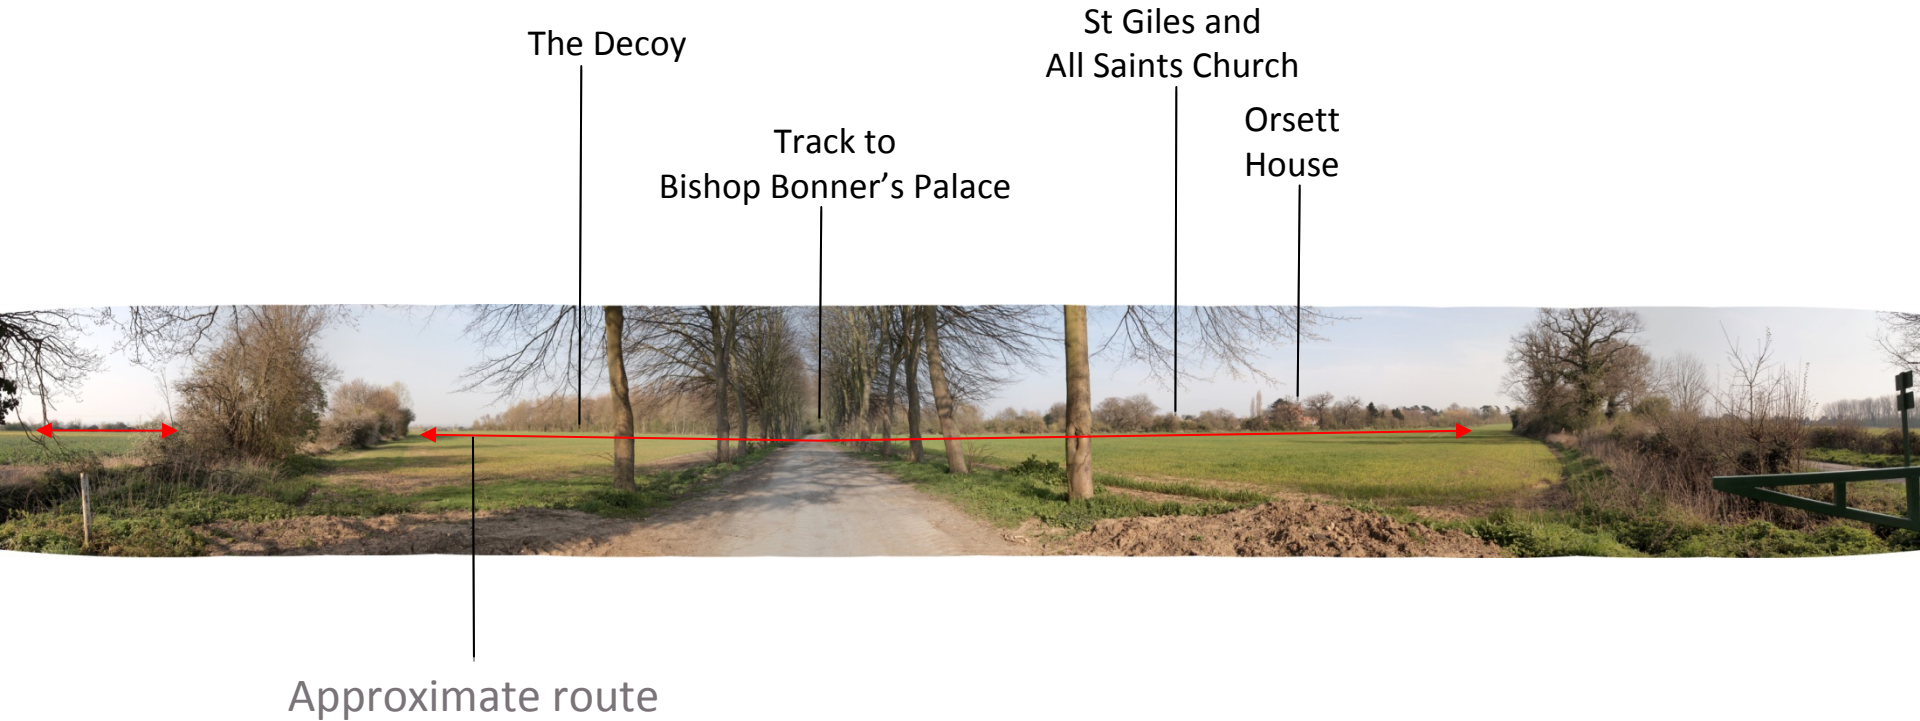 St Giles and
All Saints Church
The Decoy
Orsett
House
Track to
Bishop Bonner’s Palace
Approximate route